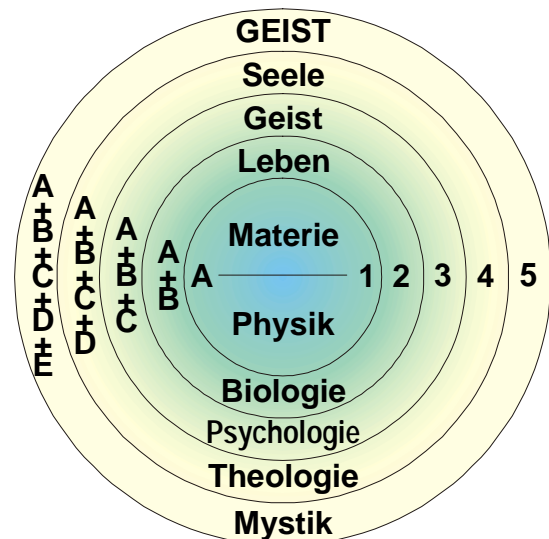 GEIST
Seele
Geist
Leben
Materie
A+B+C+D+E
A+B+C+D
A+B+C
A+B
A
1
2
3
4
5
Physik
Biologie
Psychologie
Theologie
Mystik